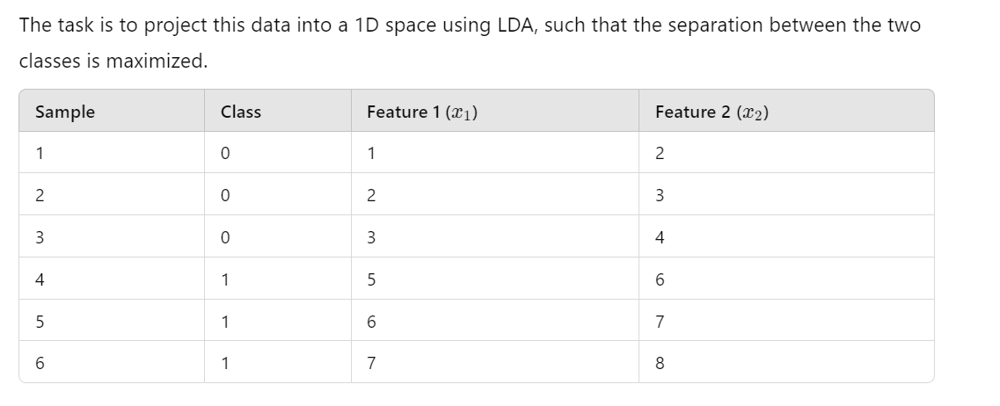 The task is to project this data into a 1D space using LDA, such that the separation between the two
classes is maximized.
Sample Class Feature 1 (x₁) Feature 2 (x₂)
1 0 1 2
2 0 2 3
3 0 3 4
4 1 5 6
5 1 6 7
6 1 7 8